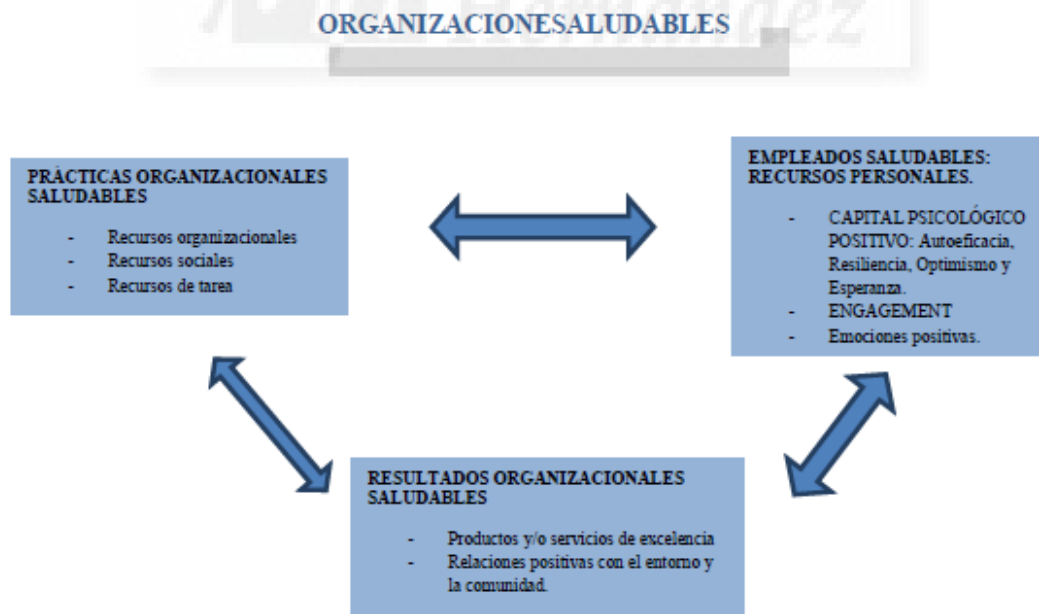 Hernández
ORGANIZACIONESALUDABLES
PRÁCTICAS ORGANIZACIONALES
SALUDABLES
- Recursos organizacionales
- Recursos sociales
- Recursos de tarea
EMPLEADOS SALUDABLES:
RECURSOS PERSONALES.
- CAPITAL PSICOLÓGICO
POSITIVO: Autoeficacia,
Resiliencia, Optimismo y
Esperanza.
- ENGAGEMENT
- Emociones positivas.
RESULTADOS ORGANIZACIONALES
SALUDABLES
- Productos y/o servicios de excelencia
- Relaciones positivas con el entorno y
la comunidad.